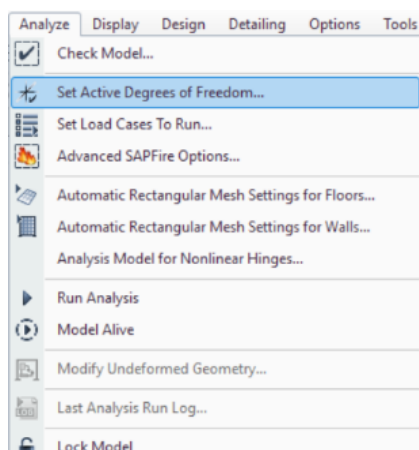 Analyze Display Design Detailing Options Tools
Check Model...
Set Active Degrees of Freedom...
Set Load Cases To Run...
Advanced SAPFire Options...
Automatic Rectangular Mesh Settings for Floors...
Automatic Rectangular Mesh Settings for Walls...
Analysis Model for Nonlinear Hinges...
Run Analysis
Model Alive
Modify Undeformed Geometry...
Last Analysis Run Log...
Lock Model